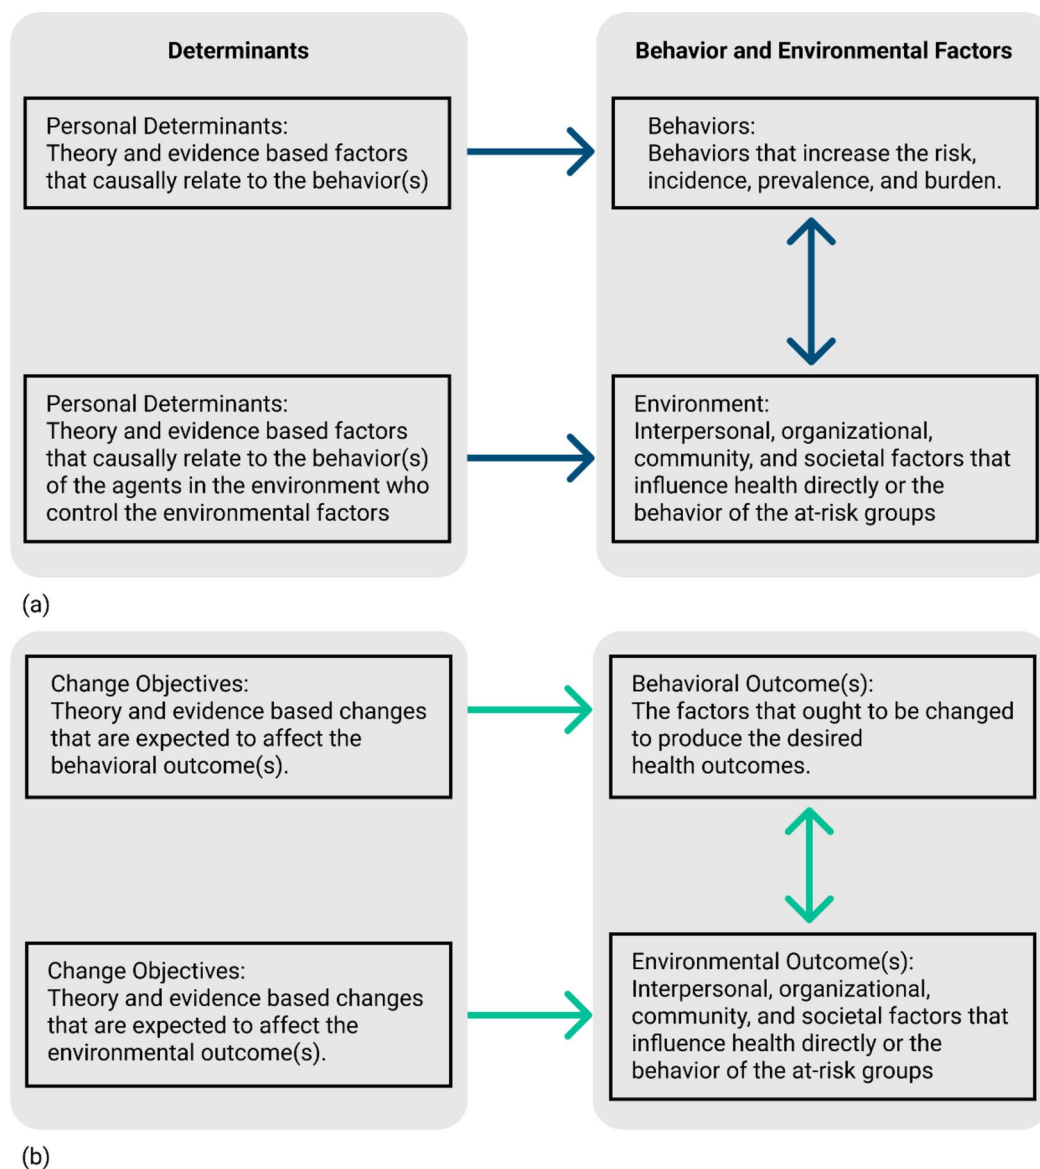 Determinants
Behavior and Environmental Factors
Personal Determinants:
Theory and evidence based factors
that causally relate to the behavior(s)
Behaviors:
Behaviors that increase the risk,
incidence, prevalence, and burden.
Personal Determinants:
Theory and evidence based factors
that causally relate to the behavior(s)
of the agents in the environment who
control the environmental factors
Environment:
Interpersonal, organizational,
community, and societal factors that
influence health directly or the
behavior of the at-risk groups
(a)
Change Objectives:
Theory and evidence based changes
that are expected to affect the
behavioral outcome(s).
Behavioral Outcome(s):
The factors that ought to be changed
to produce the desired
health outcomes.
Change Objectives:
Theory and evidence based changes
that are expected to affect the
environmental outcome(s).
Environmental Outcome(s):
Interpersonal, organizational,
community, and societal factors that
influence health directly or the
behavior of the at-risk groups
(b)